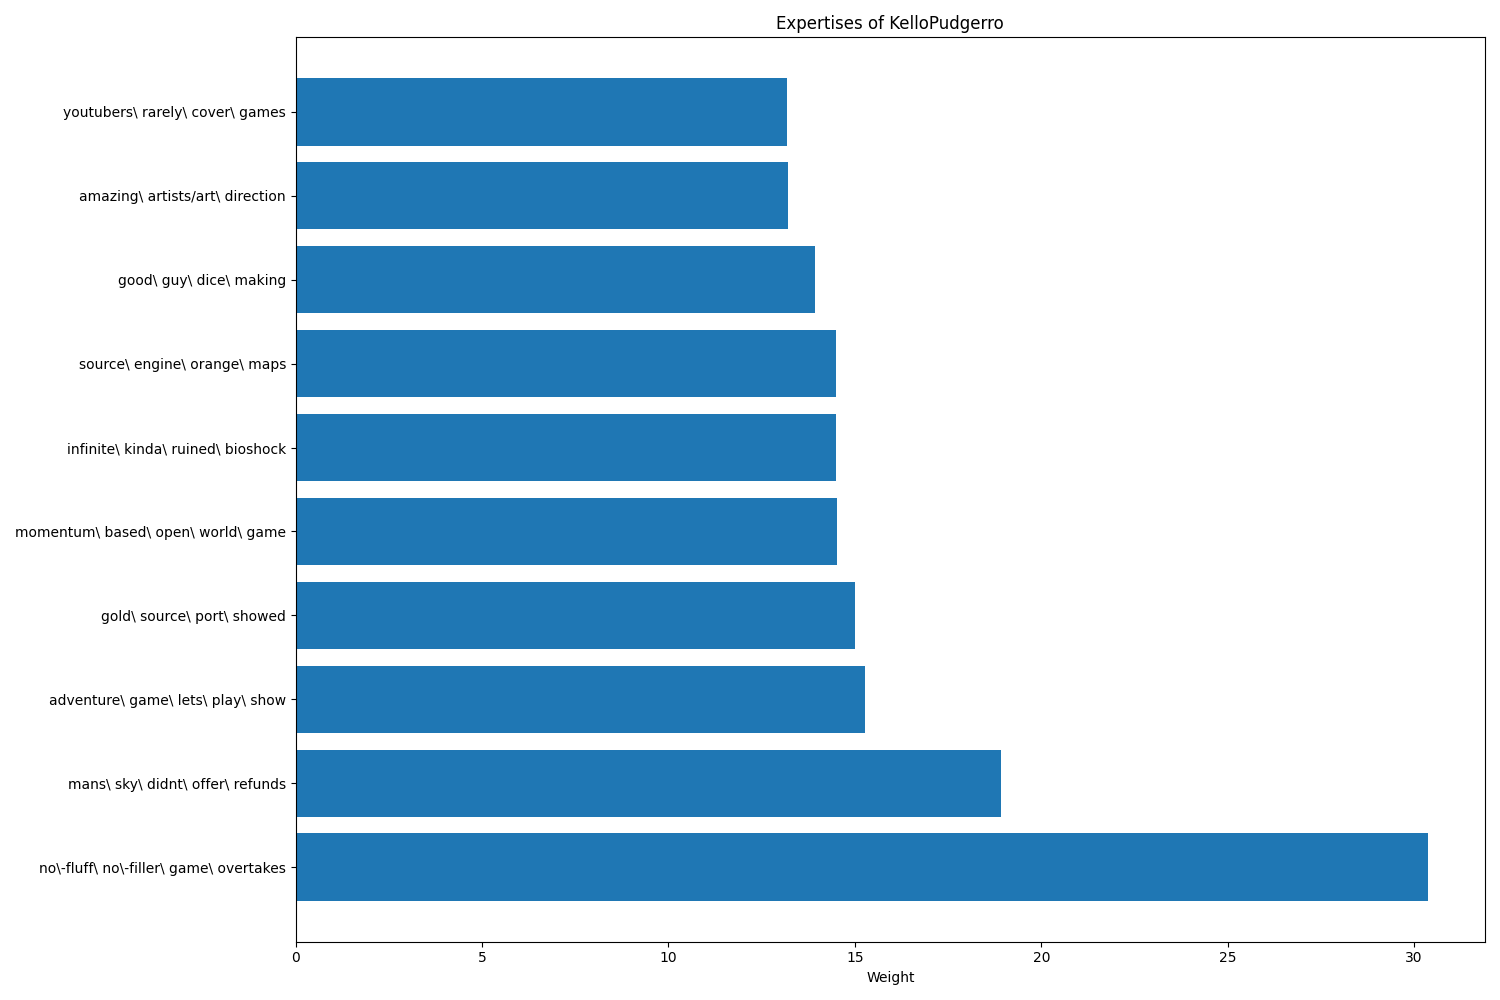 Expertises of KelloPudgerro
youtubers\ rarely\ cover\ games
amazing\ artists/art\ direction
good\ guy\ dice\ making
source\ engine\ orange\ maps
infinite\ kinda\ ruined\ bioshock
momentum\ based\ open\ world\ game
gold\ source\ port\ showed
adventure\ game\ lets\ play\ show
mans\ sky\ didnt\ offer\ refunds
no\-fluff\ no\-filler\ game\ overtakes
0 5 10 15 20 25 30
Weight